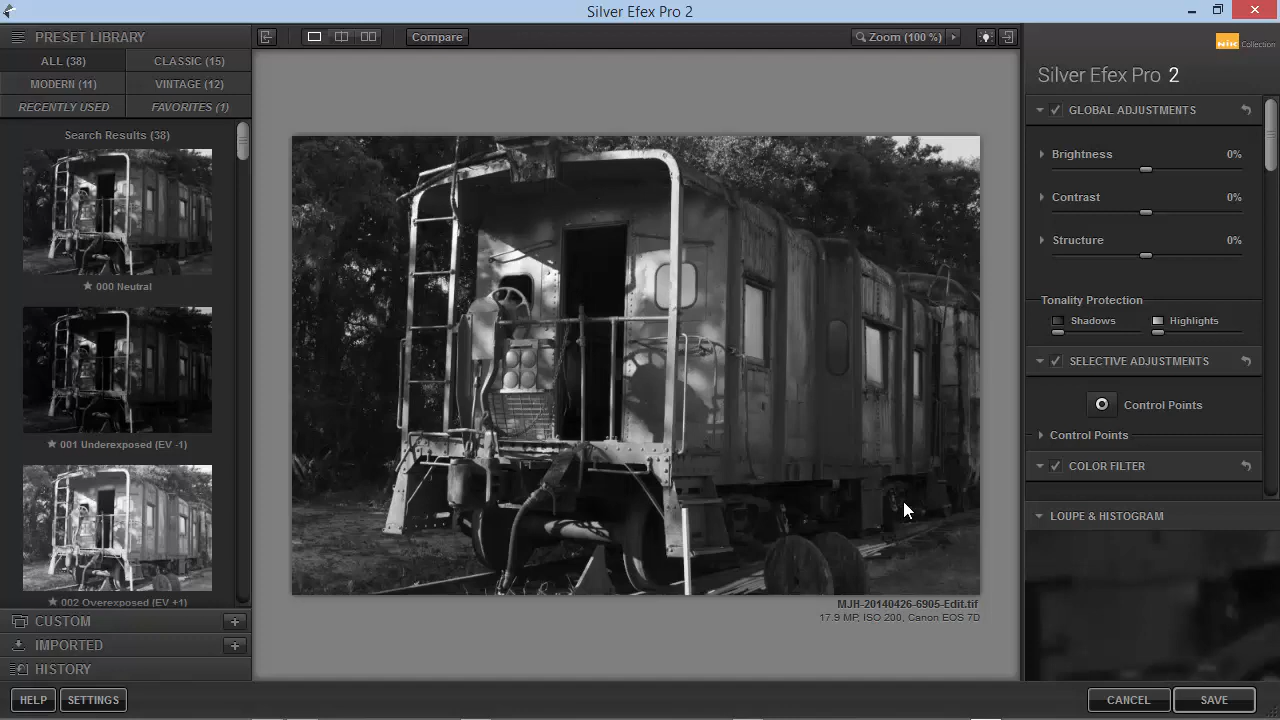 Silver Efex Pro 2
PRESET LIBRARY
Compare
Zoom (100 %)
Nik Collection
ALL (38)
CLASSIC (15)
MODERN (11)
VINTAGE (12)
RECENTLY USED
FAVORITES (1)
Search Results (38)
000 Neutral
001 Underexposed (EV -1)
002 Overexposed (EV +1)
CUSTOM
IMPORTED
HISTORY
HELP
SETTINGS
MJH-20140426-6905-Edit.tif
17.9 MP, ISO 200, Canon EOS 7D
Silver Efex Pro 2
GLOBAL ADJUSTMENTS
Brightness 0%
Contrast 0%
Structure 0%
Tonality Protection
Shadows Highlights
SELECTIVE ADJUSTMENTS
Control Points
Control Points
COLOR FILTER
LOUPE & HISTOGRAM
CANCEL
SAVE